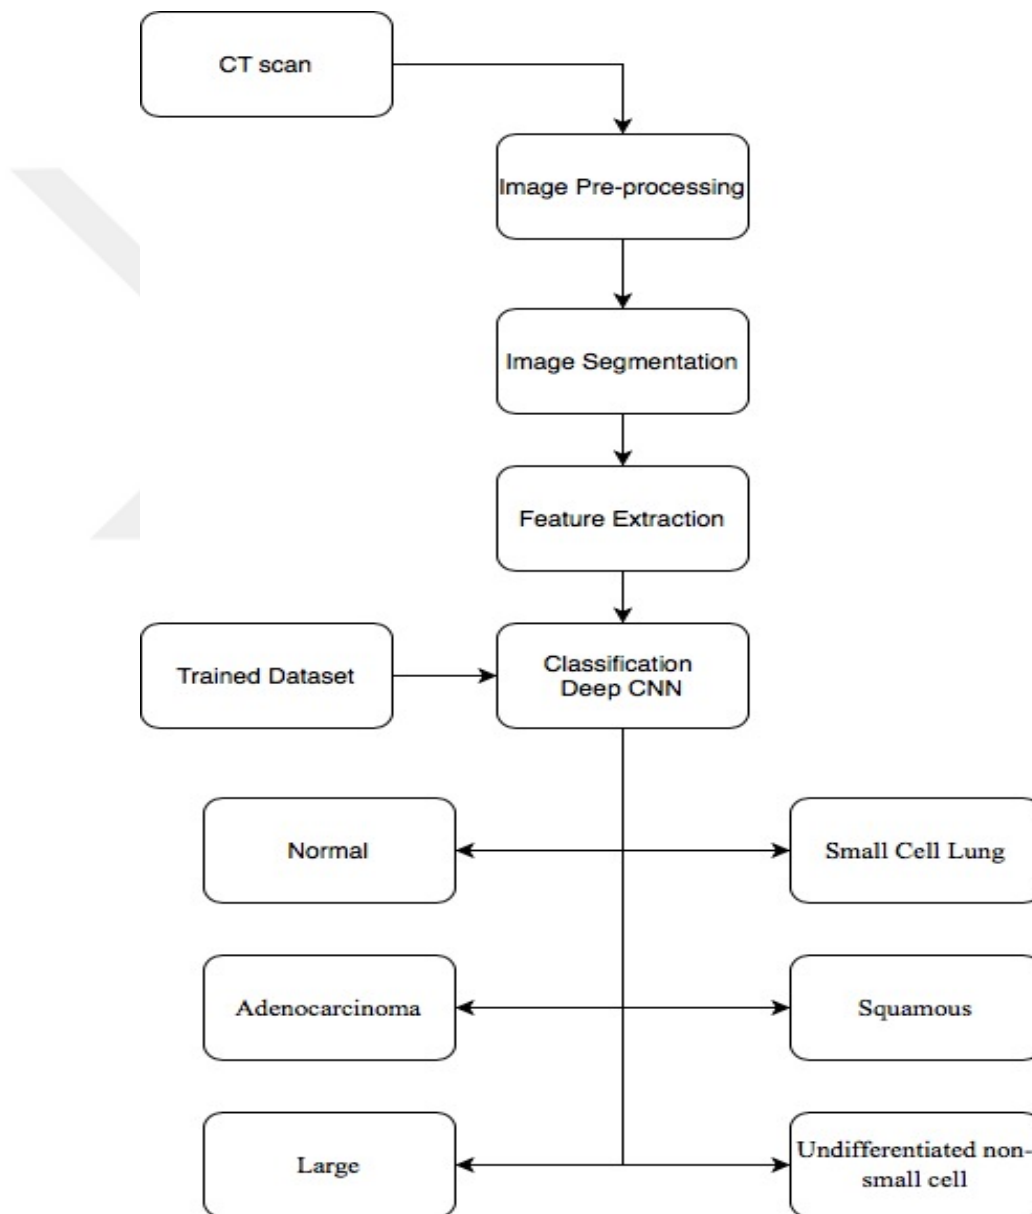 CT scan
Image Pre-processing
Image Segmentation
Feature Extraction
Trained Dataset
Classification
Deep CNN
Normal
Small Cell Lung
Adenocarcinoma
Squamous
Large
Undifferentiated non-
small cell